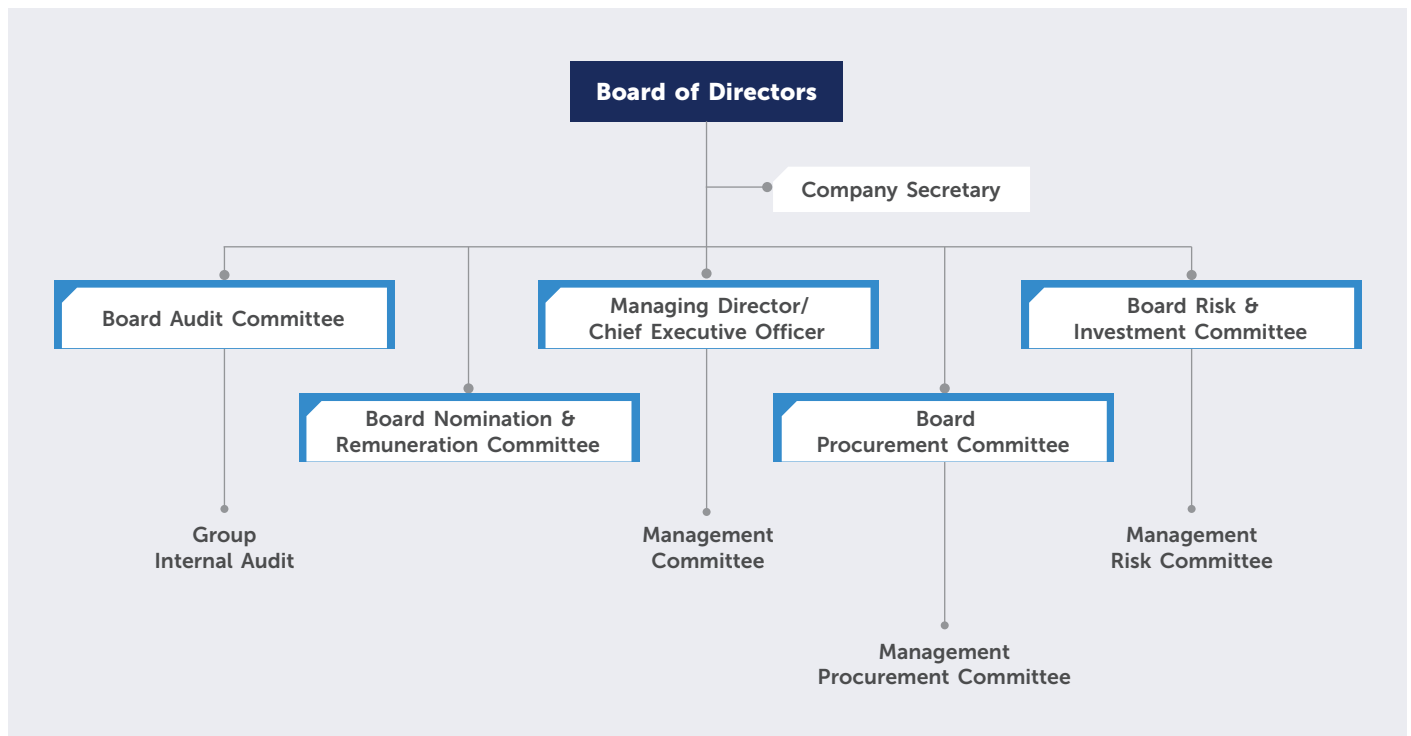 Board of Directors
Company Secretary
Board Audit Committee
Managing Director/
Chief Executive Officer
Board Risk &
Investment Committee
Board Nomination &
Remuneration Committee
Board
Procurement Committee
Group
Internal Audit
Management
Committee
Management
Risk Committee
Management
Procurement Committee